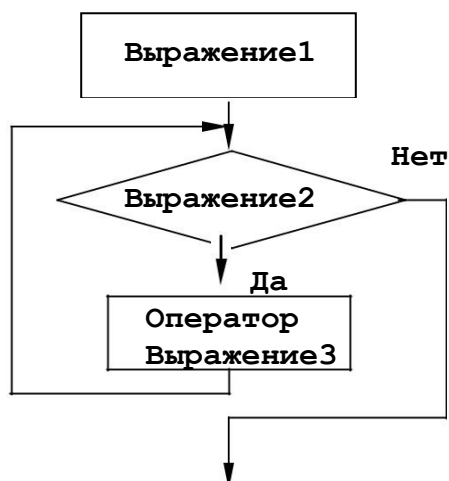 Выражение1
Нет
Выражение2
Да
Оператор
Выражение3